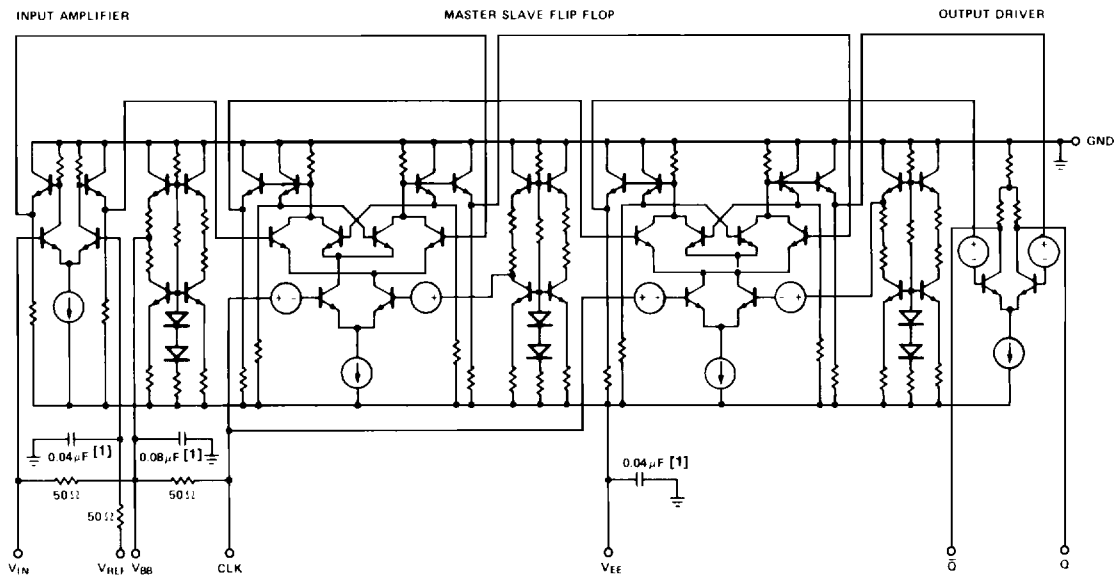 INPUT AMPLIFIER
MASTER SLAVE FLIP FLOP
OUTPUT DRIVER
GND
0.04µF [1]
0.08µF [1]
0.04µF [1]
50Ω
50Ω
50Ω
VIN
VREF
VBB
CLK
VEE
Q̅
Q